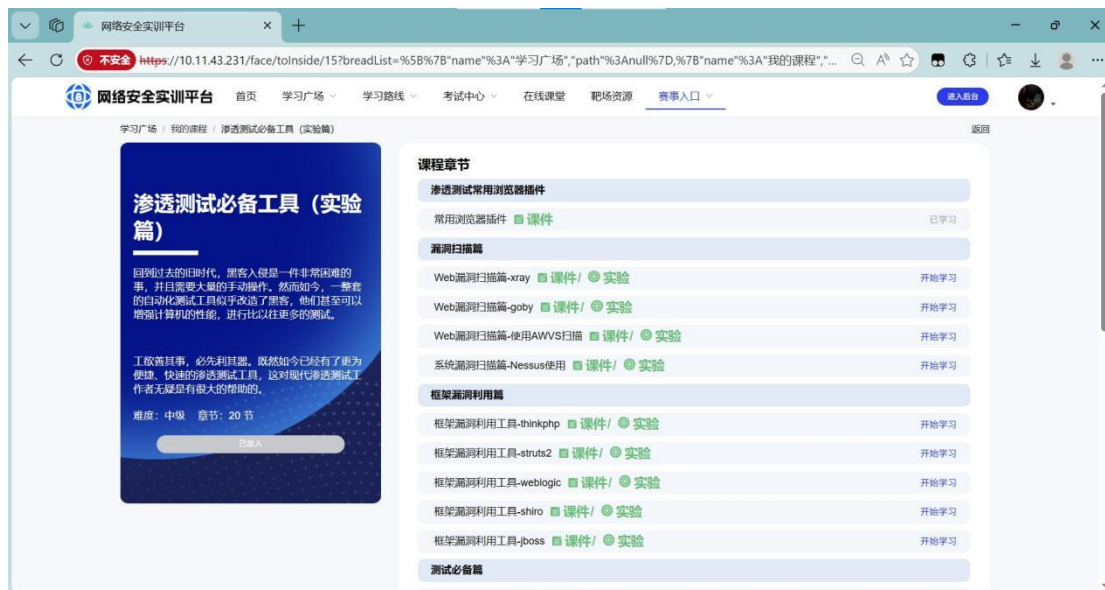 网络安全实训平台
不安全 https://10.11.43.231/face/toInside/15?breadList=%5B%7B"name"%3A"学习广场","path"%3Anull%7D,%7B"name"%3A"我的课程","...
网络安全实训平台 首页 学习广场 学习路线 考试中心 在线课堂 靶场资源 赛事入口 进入后台
学习广场 / 我的课程 / 渗透测试必备工具（实验篇） 返回
渗透测试必备工具（实验
篇）
回到过去的旧时代，黑客入侵是一件非常困难的
事，并且需要大量的手动操作。然而如今，一整套
的自动化测试工具似乎改造了黑客，他们甚至可以
增强计算机的性能，进行比以往更多的测试。
工欲善其事，必先利其器。既然如今已经有了更为
便捷、快速的渗透测试工具，这对现代渗透测试工
作者无疑是有很大的帮助的。
难度：中级 章节：20 节
已加入
课程章节
渗透测试常用浏览器插件
常用浏览器插件 课件 已学习
漏洞扫描篇
Web漏洞扫描篇-xray 课件/ 实验 开始学习
Web漏洞扫描篇-goby 课件/ 实验 开始学习
Web漏洞扫描篇-使用AWVS扫描 课件/ 实验 开始学习
系统漏洞扫描篇-Nessus使用 课件/ 实验 开始学习
框架漏洞利用篇
框架漏洞利用工具-thinkphp 课件/ 实验 开始学习
框架漏洞利用工具-struts2 课件/ 实验 开始学习
框架漏洞利用工具-weblogic 课件/ 实验 开始学习
框架漏洞利用工具-shiro 课件/ 实验 开始学习
框架漏洞利用工具-jboss 课件/ 实验 开始学习
测试必备篇